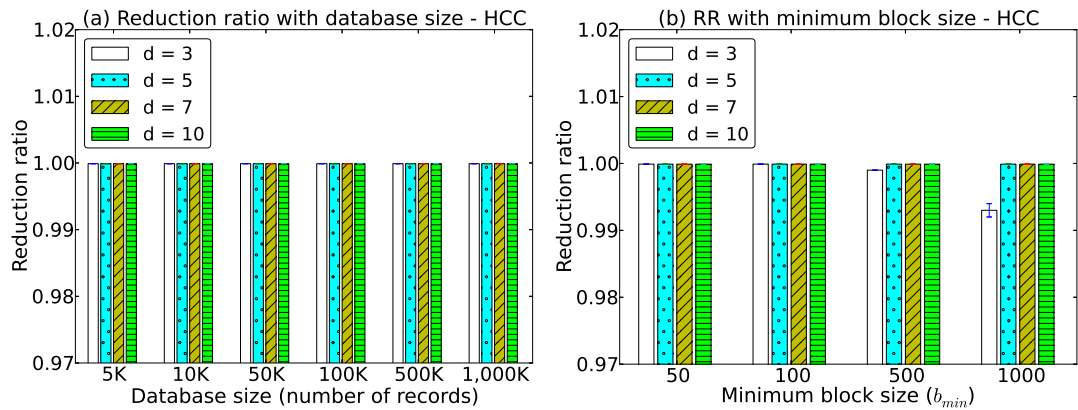 (a) Reduction ratio with database size - HCC
1.02
1.01
1.00
0.99
0.98
0.97
Reduction ratio
d = 3
d = 5
d = 7
d = 10
5K 10K 50K 100K 500K 1,000K
Database size (number of records)
(b) RR with minimum block size - HCC
1.02
1.01
1.00
0.99
0.98
0.97
Reduction ratio
d = 3
d = 5
d = 7
d = 10
50 100 500 1000
Minimum block size (b_min)